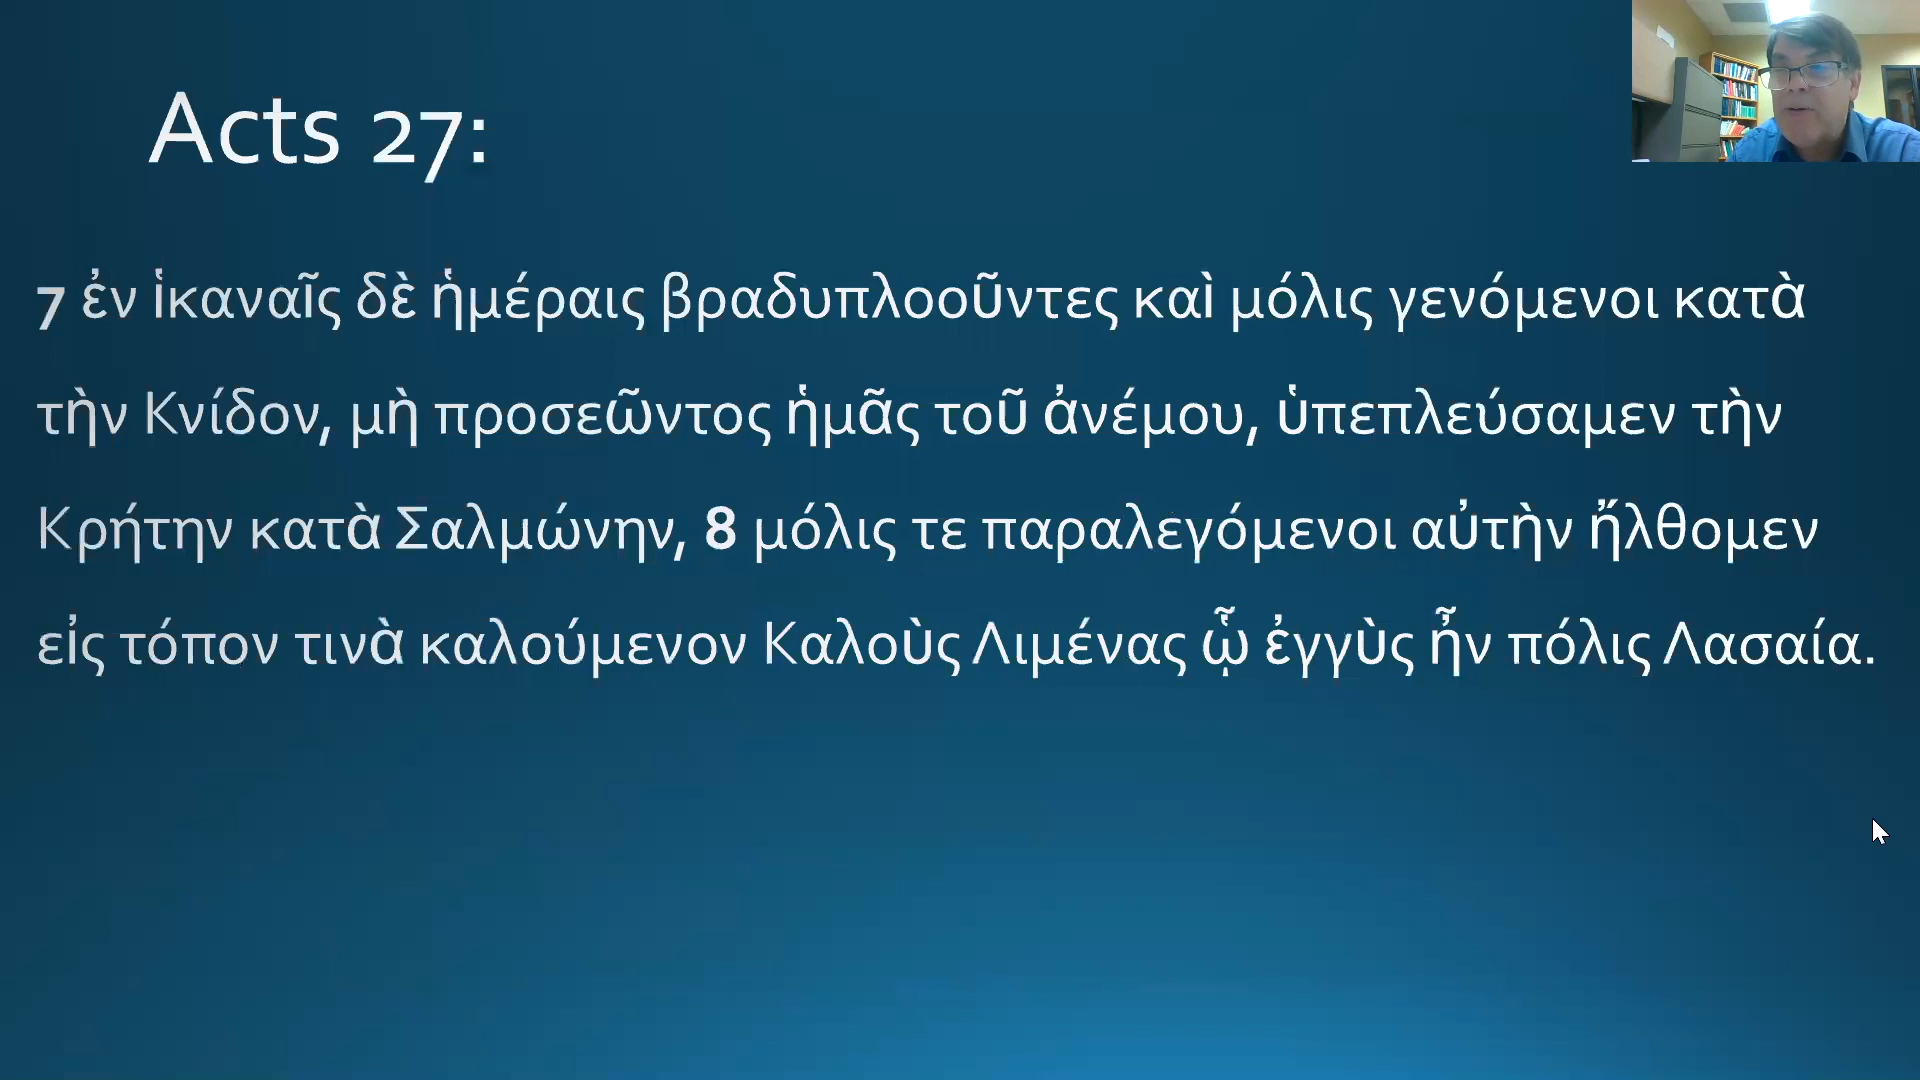 Acts 27:
7 ἐν ἱκαναῖς δὲ ἡμέραις βραδυπλοοῦντες καὶ μόλις γενόμενοι κατὰ
τὴν Κνίδον, μὴ προσεῶντος ἡμᾶς τοῦ ἀνέμου, ὑπεπλεύσαμεν τὴν
Κρήτην κατὰ Σαλμώνην, 8 μόλις τε παραλεγόμενοι αὐτὴν ἤλθομεν
εἰς τόπον τινὰ καλούμενον Καλοὺς Λιμένας ᾧ ἐγγὺς ἦν πόλις Λασαία.